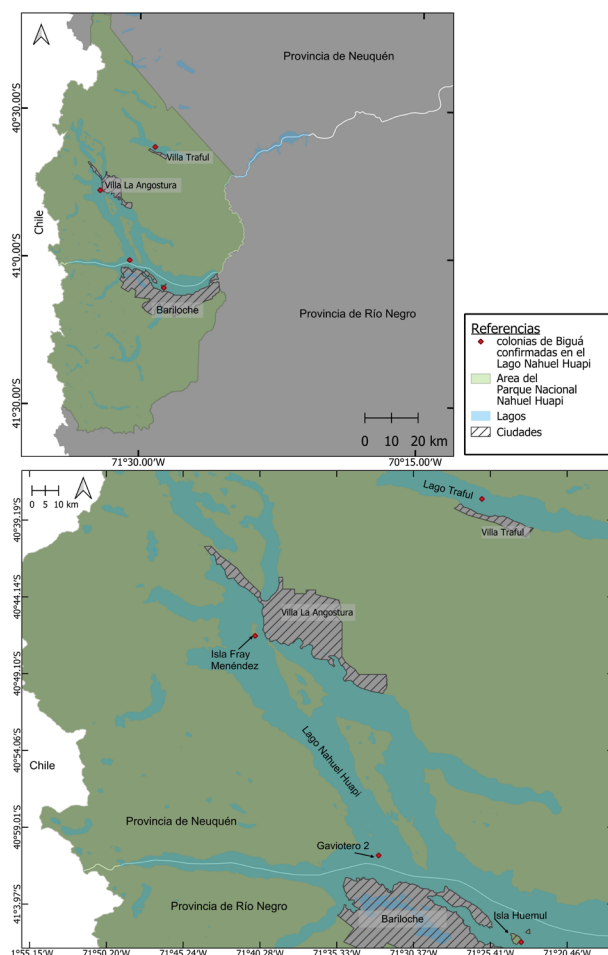 Provincia de Neuquén
40°30.00'S
Villa Traful
Villa La Angostura
Chile
41°0.00'S
Bariloche
Provincia de Río Negro
41°30.00'S
0 10 20 km
71°30.00'W
70°15.00'W
Referencias
colonias de Biguá
confirmadas en el
Lago Nahuel Huapi
Area del
Parque Nacional
Nahuel Huapi
Lagos
Ciudades
0 5 10 km
Lago Traful
40°39.19'S
Villa Traful
40°44.14'S
Villa La Angostura
Isla Fray
Menéndez
40°49.10'S
Lago Nahuel Huapi
40°54.06'S
Chile
Provincia de Neuquén
40°59.01'S
Gaviotero 2
41°3.97'S
Provincia de Río Negro
Bariloche
Isla Huemul
1°55.15'W
71°50.20'W
71°45.24'W
71°40.28'W
71°35.33'W
71°30.37'W
71°25.41'W
71°20.46'W